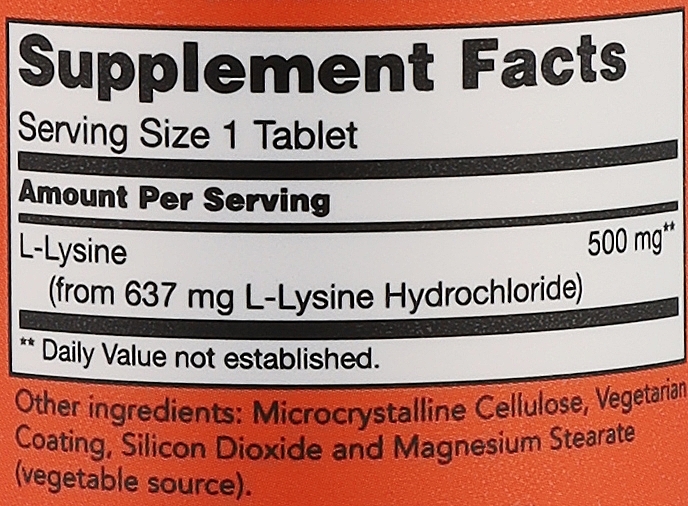 Supplement Facts
Serving Size 1 Tablet
Amount Per Serving
L-Lysine 500 mg**
(from 637 mg L-Lysine Hydrochloride)
** Daily Value not established.
Other ingredients: Microcrystalline Cellulose, Vegetarian
Coating, Silicon Dioxide and Magnesium Stearate
(vegetable source).